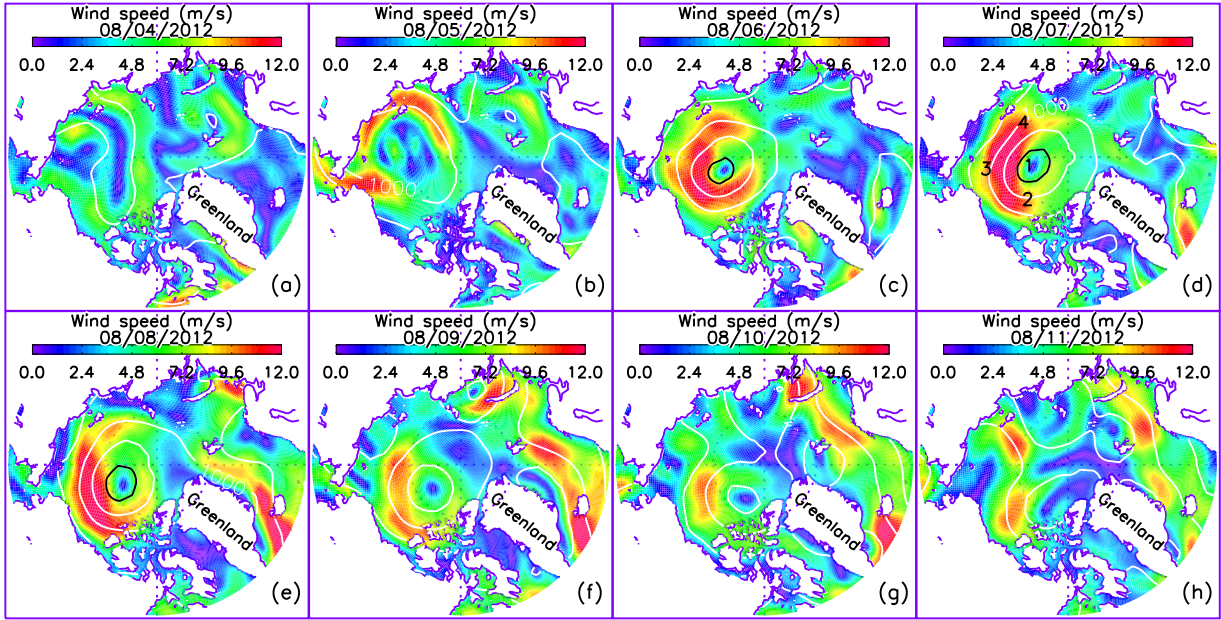 Wind speed (m/s)
08/04/2012
0.0 2.4 4.8 7.2 9.6 12.0
Greenland
(a)
Wind speed (m/s)
08/05/2012
0.0 2.4 4.8 7.2 9.6 12.0
1000
Greenland
(b)
Wind speed (m/s)
08/06/2012
0.0 2.4 4.8 7.2 9.6 12.0
Greenland
(c)
Wind speed (m/s)
08/07/2012
0.0 2.4 4.8 7.2 9.6 12.0
1000
4
3 1
2
Greenland
(d)
Wind speed (m/s)
08/08/2012
0.0 2.4 4.8 7.2 9.6 12.0
1000
Greenland
(e)
Wind speed (m/s)
08/09/2012
0.0 2.4 4.8 7.2 9.6 12.0
Greenland
(f)
Wind speed (m/s)
08/10/2012
0.0 2.4 4.8 7.2 9.6 12.0
Greenland
(g)
Wind speed (m/s)
08/11/2012
0.0 2.4 4.8 7.2 9.6 12.0
Greenland
(h)